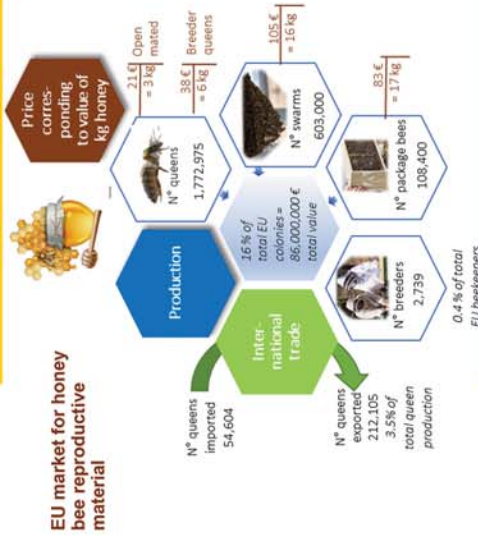 EU market for honey
bee reproductive
material
Price
corres-
ponding
to value of
kg honey
Production
N° queens
1,772,975
21 €
= 3 kg
Open
mated
38 €
= 6 kg
Breeder
queens
16 % of
total EU
colonies =
86.000,000 €
total value
N° swarms
603,000
105 €
= 16 kg
N° package bees
108,400
83 €
= 17 kg
N° breeders
2,739
0.4 % of total
EU beekeepers
Inter-
national
trade
N° queens
imported
54,604
N° queens
exported
212.105
3.5% of
total queen
production